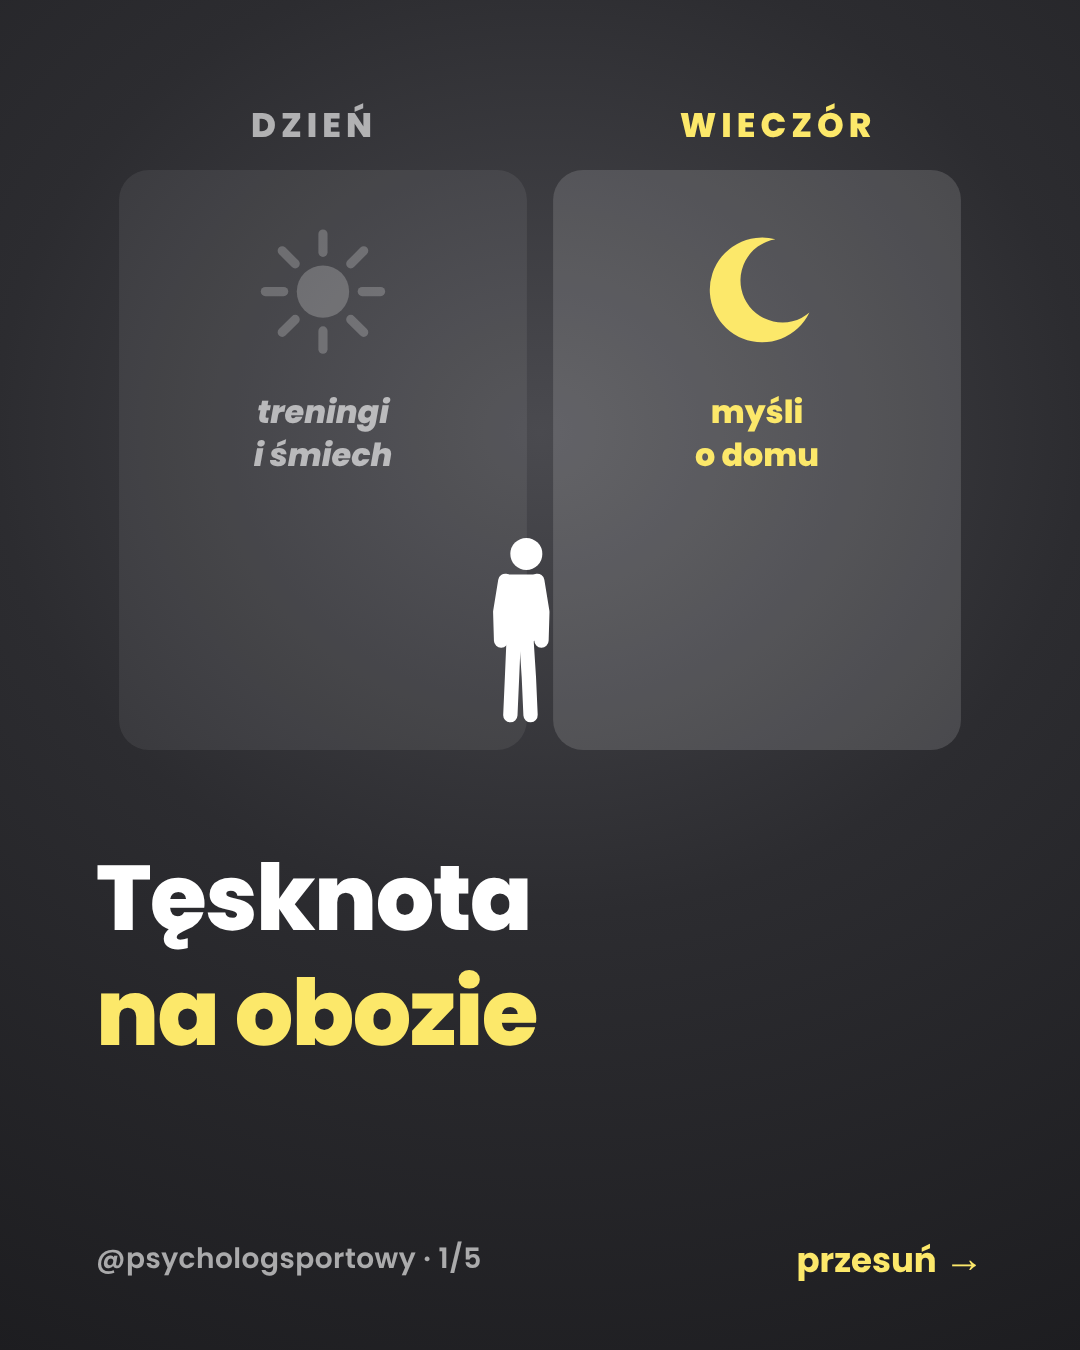 DZIEŃ
WIECZÓR
treningi
i śmiech
myśli
o domu
Tęsknota
na obozie
@psychologsportowy · 1/5
przesuń →